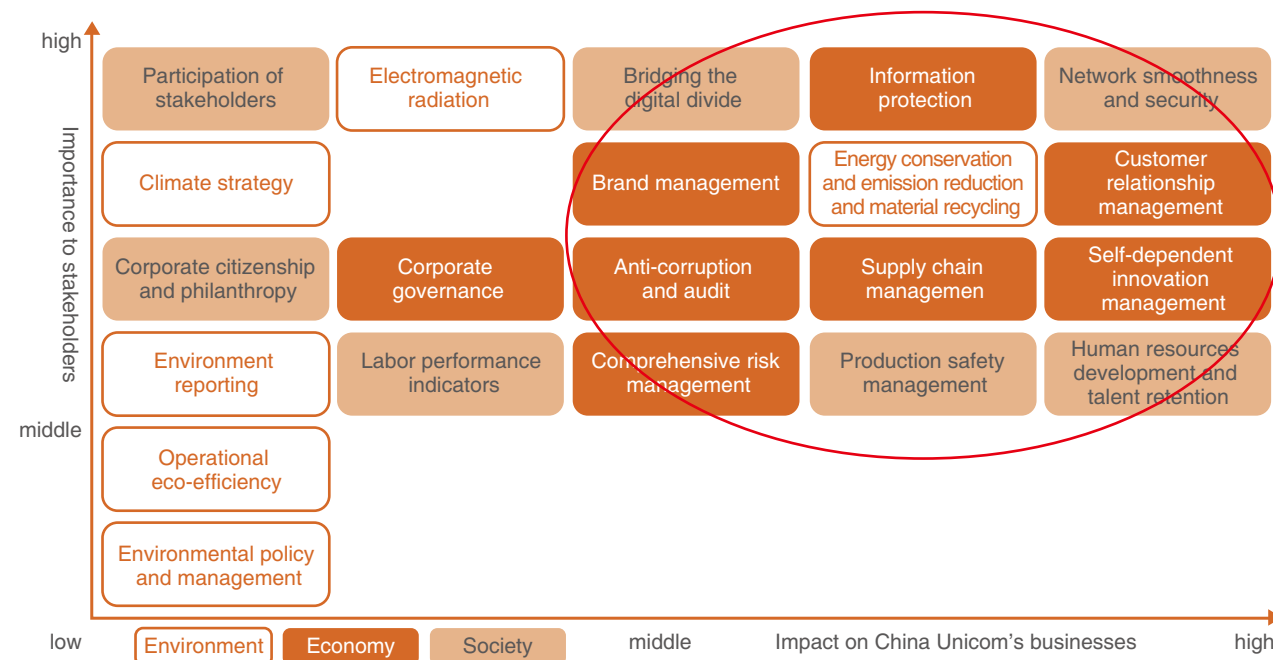 high
Participation of
stakeholders
Electromagnetic
radiation
Bridging the
digital divide
Information
protection
Network smoothness
and security
Importance to stakeholders
Climate strategy
Brand management
Energy conservation
and emission reduction
and material recycling
Customer
relationship
management
Corporate citizenship
and philanthropy
Corporate
governance
Anti-corruption
and audit
Supply chain
managemen
Self-dependent
innovation
management
Environment
reporting
Labor performance
indicators
Comprehensive risk
management
Production safety
management
Human resources
development and
talent retention
middle
Operational
eco-efficiency
Environmental policy
and management
low
Environment
Economy
Society
middle
Impact on China Unicom's businesses
high